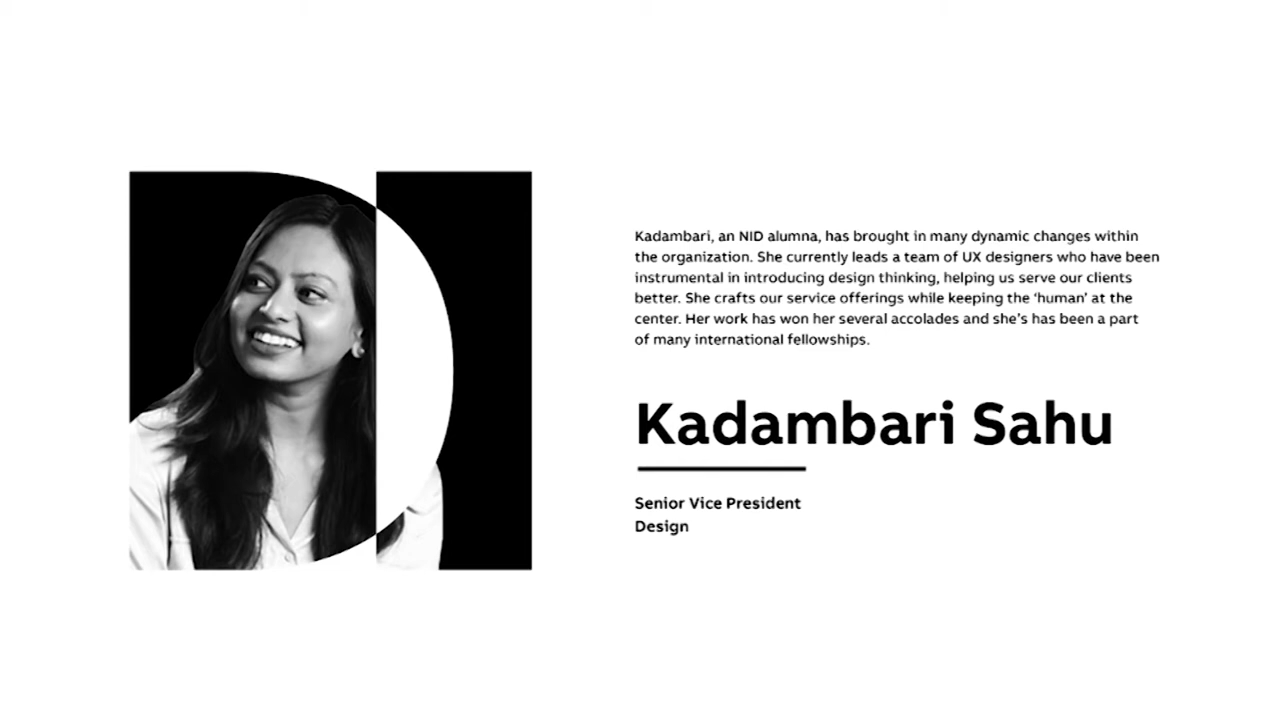 Kadambari, an NID alumna, has brought in many dynamic changes within
the organization. She currently leads a team of UX designers who have been
instrumental in introducing design thinking, helping us serve our clients
better. She crafts our service offerings while keeping the ‘human’ at the
center. Her work has won her several accolades and she’s has been a part
of many international fellowships.
Kadambari Sahu
Senior Vice President
Design